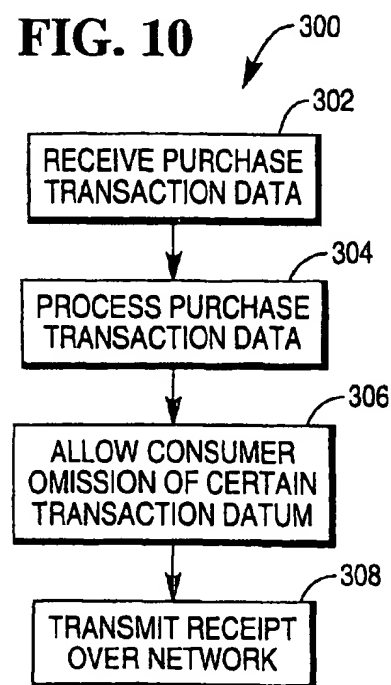 FIG. 10
300
302
RECEIVE PURCHASE
TRANSACTION DATA
304
PROCESS PURCHASE
TRANSACTION DATA
306
ALLOW CONSUMER
OMISSION OF CERTAIN
TRANSACTION DATUM
308
TRANSMIT RECEIPT
OVER NETWORK